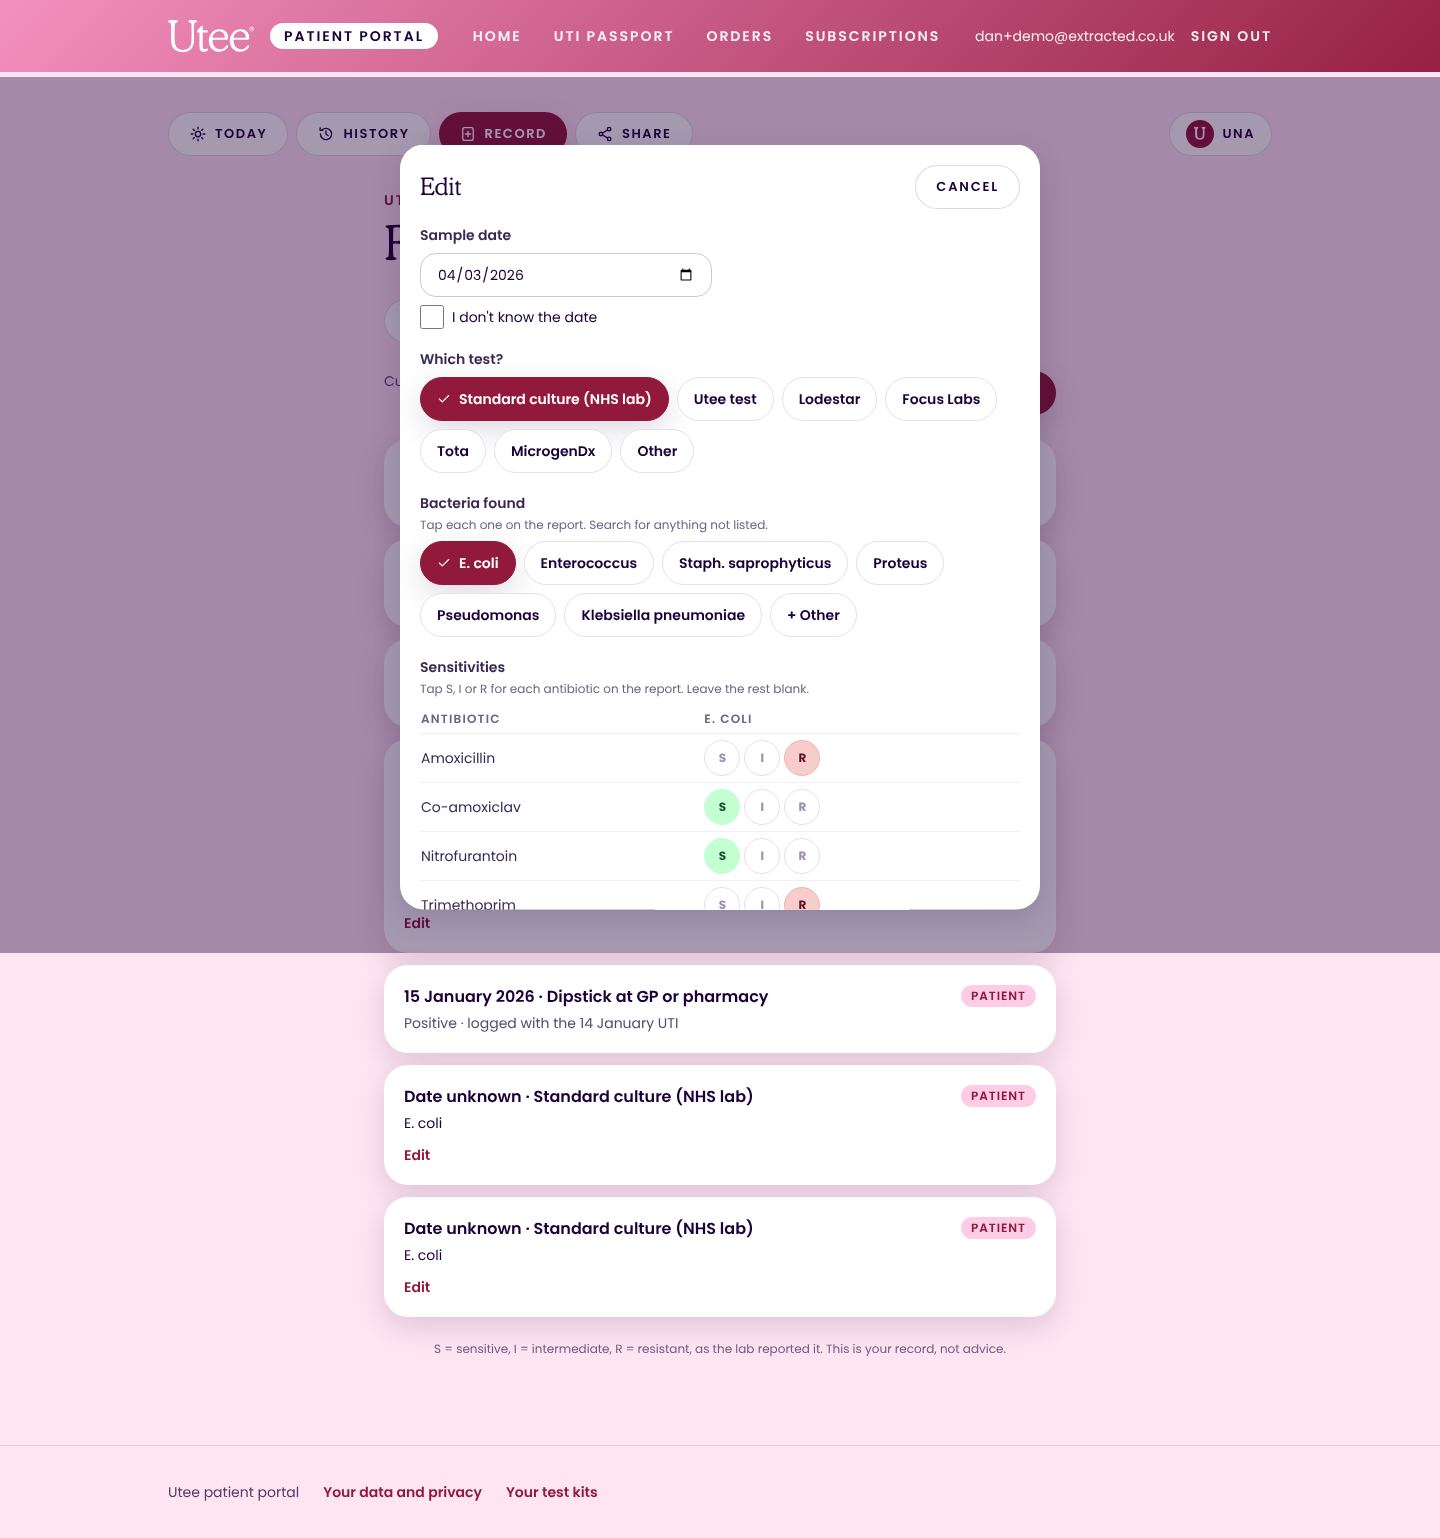 Utee® PATIENT PORTAL HOME UTI PASSPORT ORDERS SUBSCRIPTIONS dan+demo@extracted.co.uk SIGN OUT
TODAY HISTORY RECORD SHARE U UNA
Edit CANCEL
Sample date
04/03/2026
I don't know the date
Which test?
Standard culture (NHS lab) Utee test Lodestar Focus Labs
Tota MicrogenDx Other
Bacteria found
Tap each one on the report. Search for anything not listed.
E. coli Enterococcus Staph. saprophyticus Proteus
Pseudomonas Klebsiella pneumoniae + Other
Sensitivities
Tap S, I or R for each antibiotic on the report. Leave the rest blank.
ANTIBIOTIC E. COLI
Amoxicillin S I R
Co-amoxiclav S I R
Nitrofurantoin S I R
Trimethoprim S I R
Edit
15 January 2026 · Dipstick at GP or pharmacy PATIENT
Positive · logged with the 14 January UTI
Date unknown · Standard culture (NHS lab) PATIENT
E. coli
Edit
Date unknown · Standard culture (NHS lab) PATIENT
E. coli
Edit
S = sensitive, I = intermediate, R = resistant, as the lab reported it. This is your record, not advice.
Utee patient portal Your data and privacy Your test kits